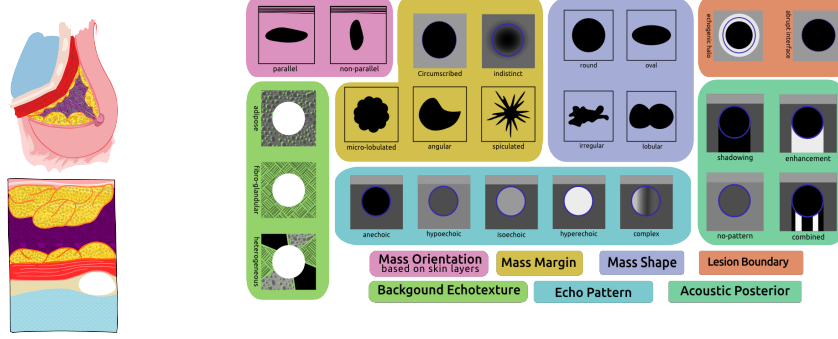 parallel
non-parallel
Circumscribed
indistinct
micro-lobulated
angular
spiculated
round
oval
irregular
lobular
echogenic halo
abrupt interface
adipose
fibro-glandular
heterogeneous
anechoic
hypoechoic
isoechoic
hyperechoic
complex
shadowing
enhancement
no-pattern
combined
Mass Orientation
based on skin layers
Mass Margin
Mass Shape
Lesion Boundary
Backgound Echotexture
Echo Pattern
Acoustic Posterior